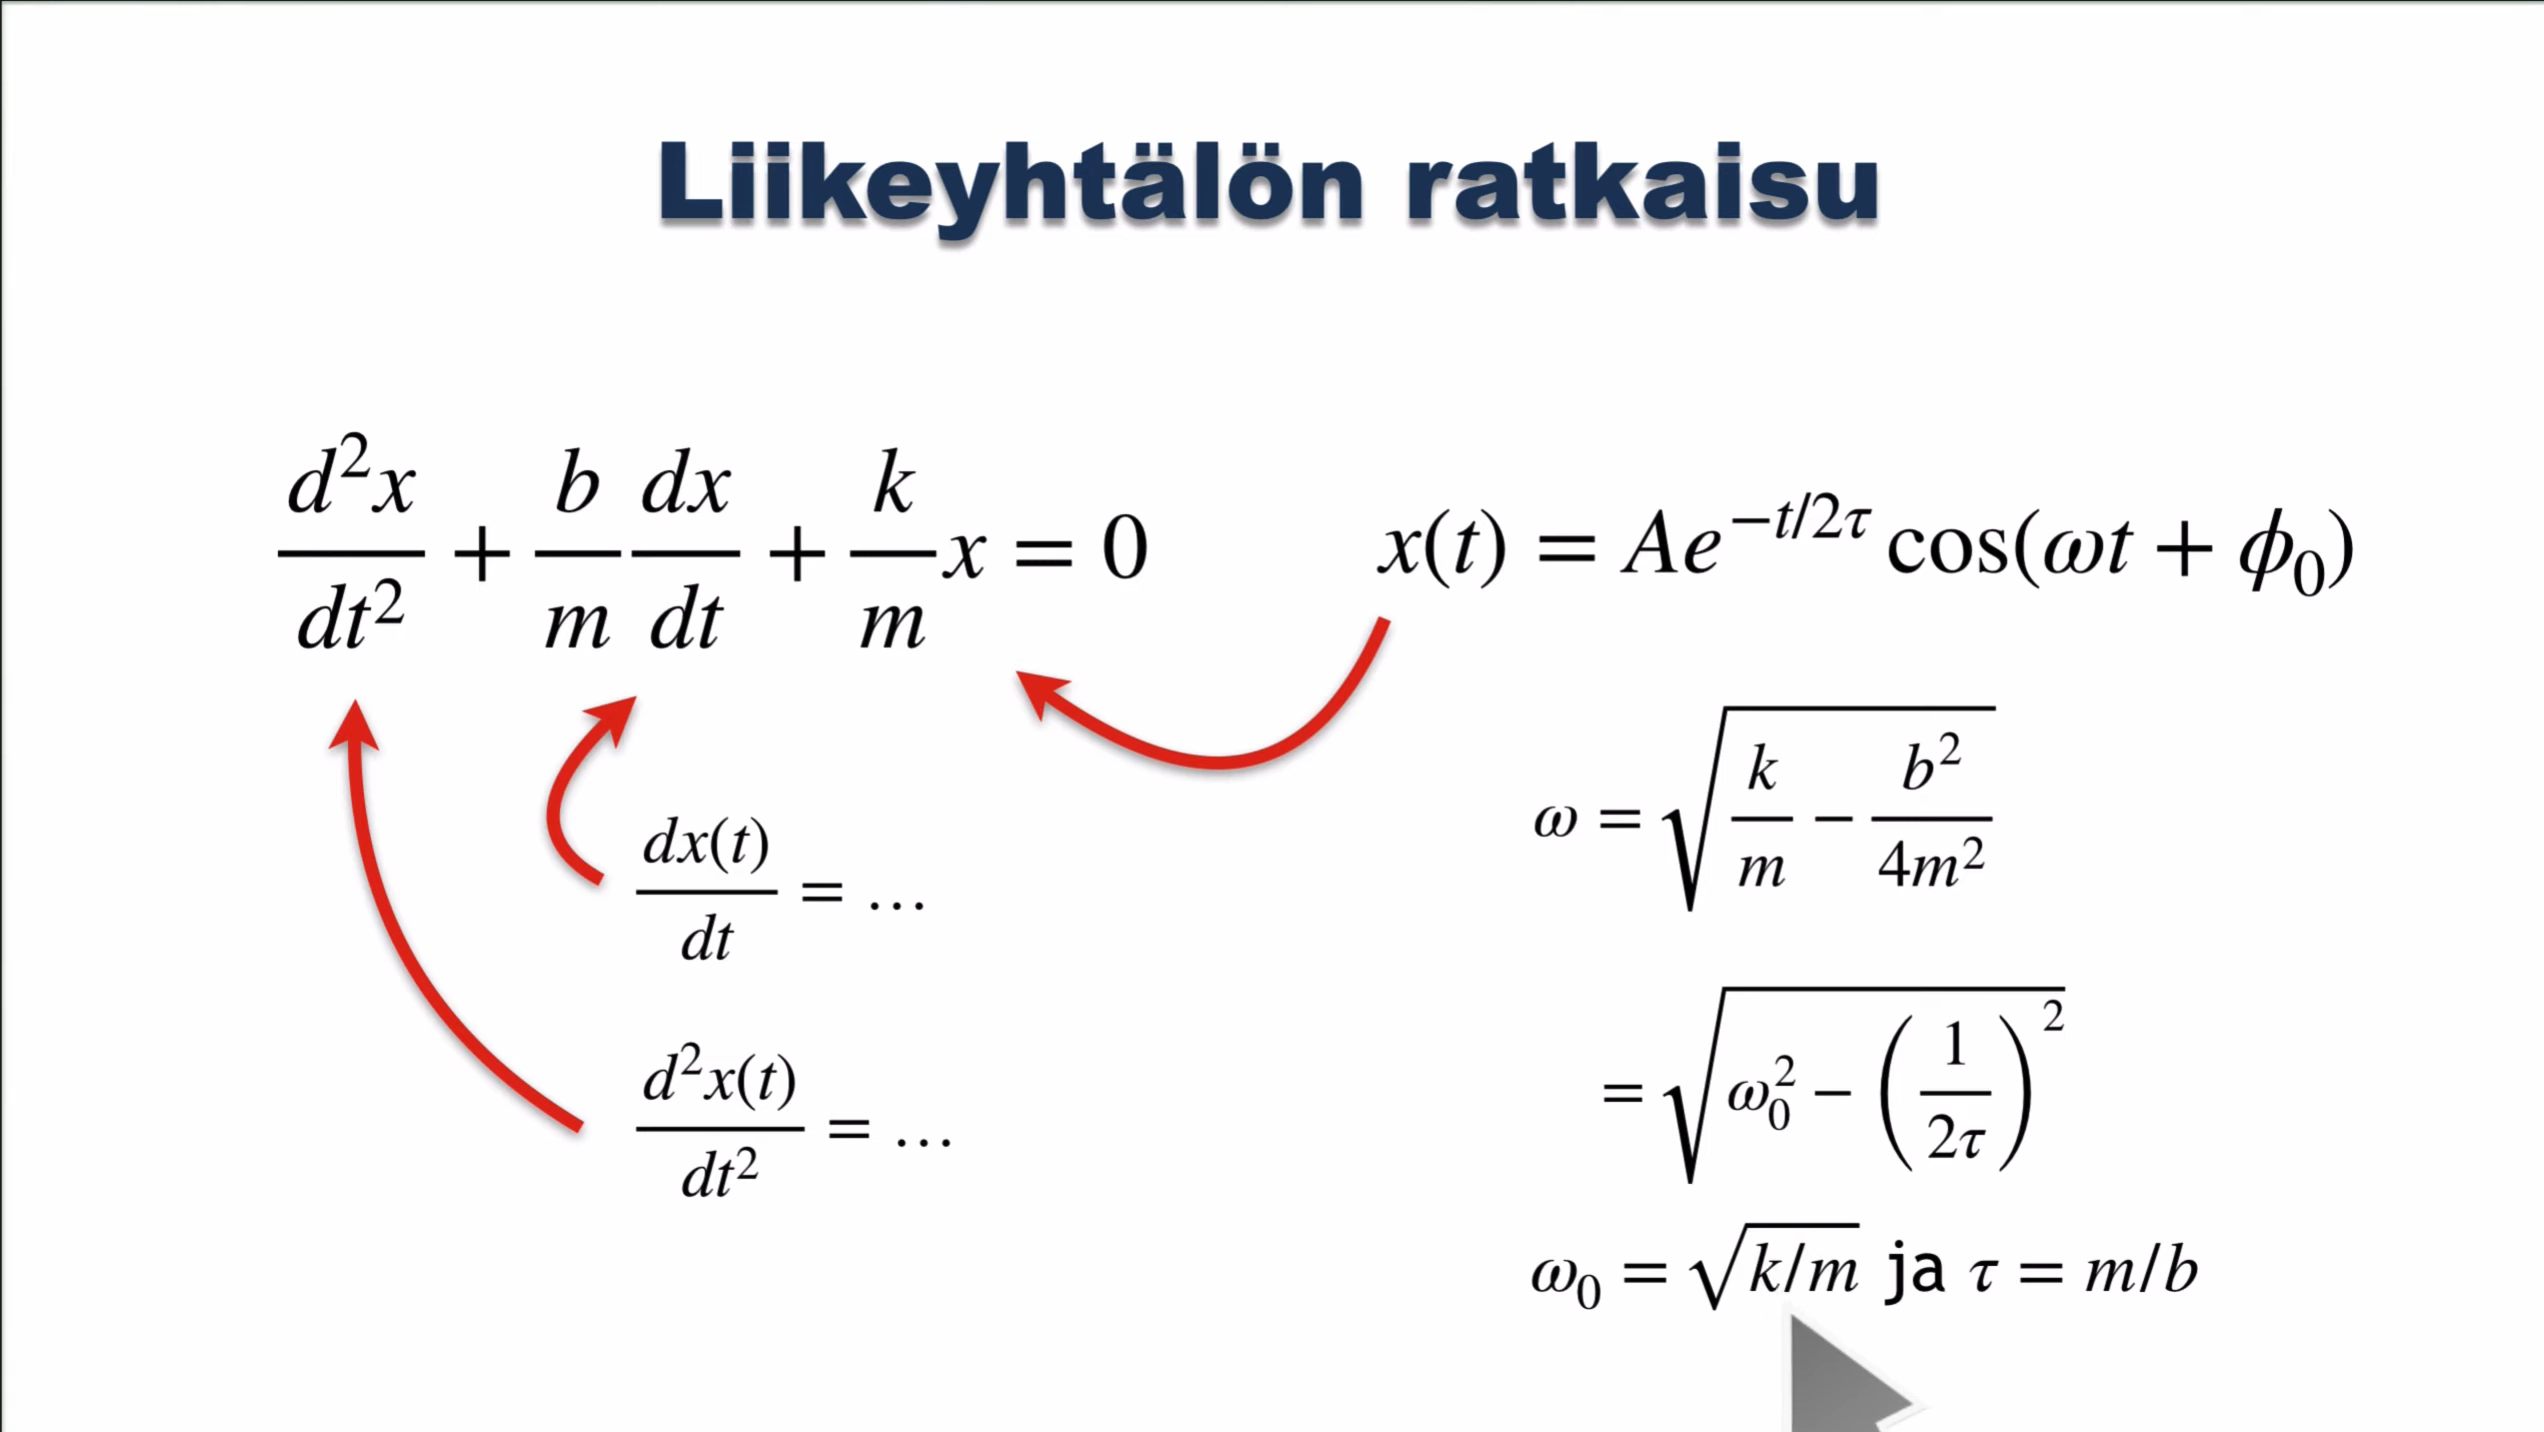 Liikeyhtälön ratkaisu
d²x/dt² + b/m dx/dt + k/m x = 0
x(t) = Ae^(−t/2τ) cos(ωt + ϕ₀)
dx(t)/dt = …
d²x(t)/dt² = …
ω = √(k/m − b²/4m²)
= √(ω₀² − (1/2τ)²)
ω₀ = √(k/m) ja τ = m/b